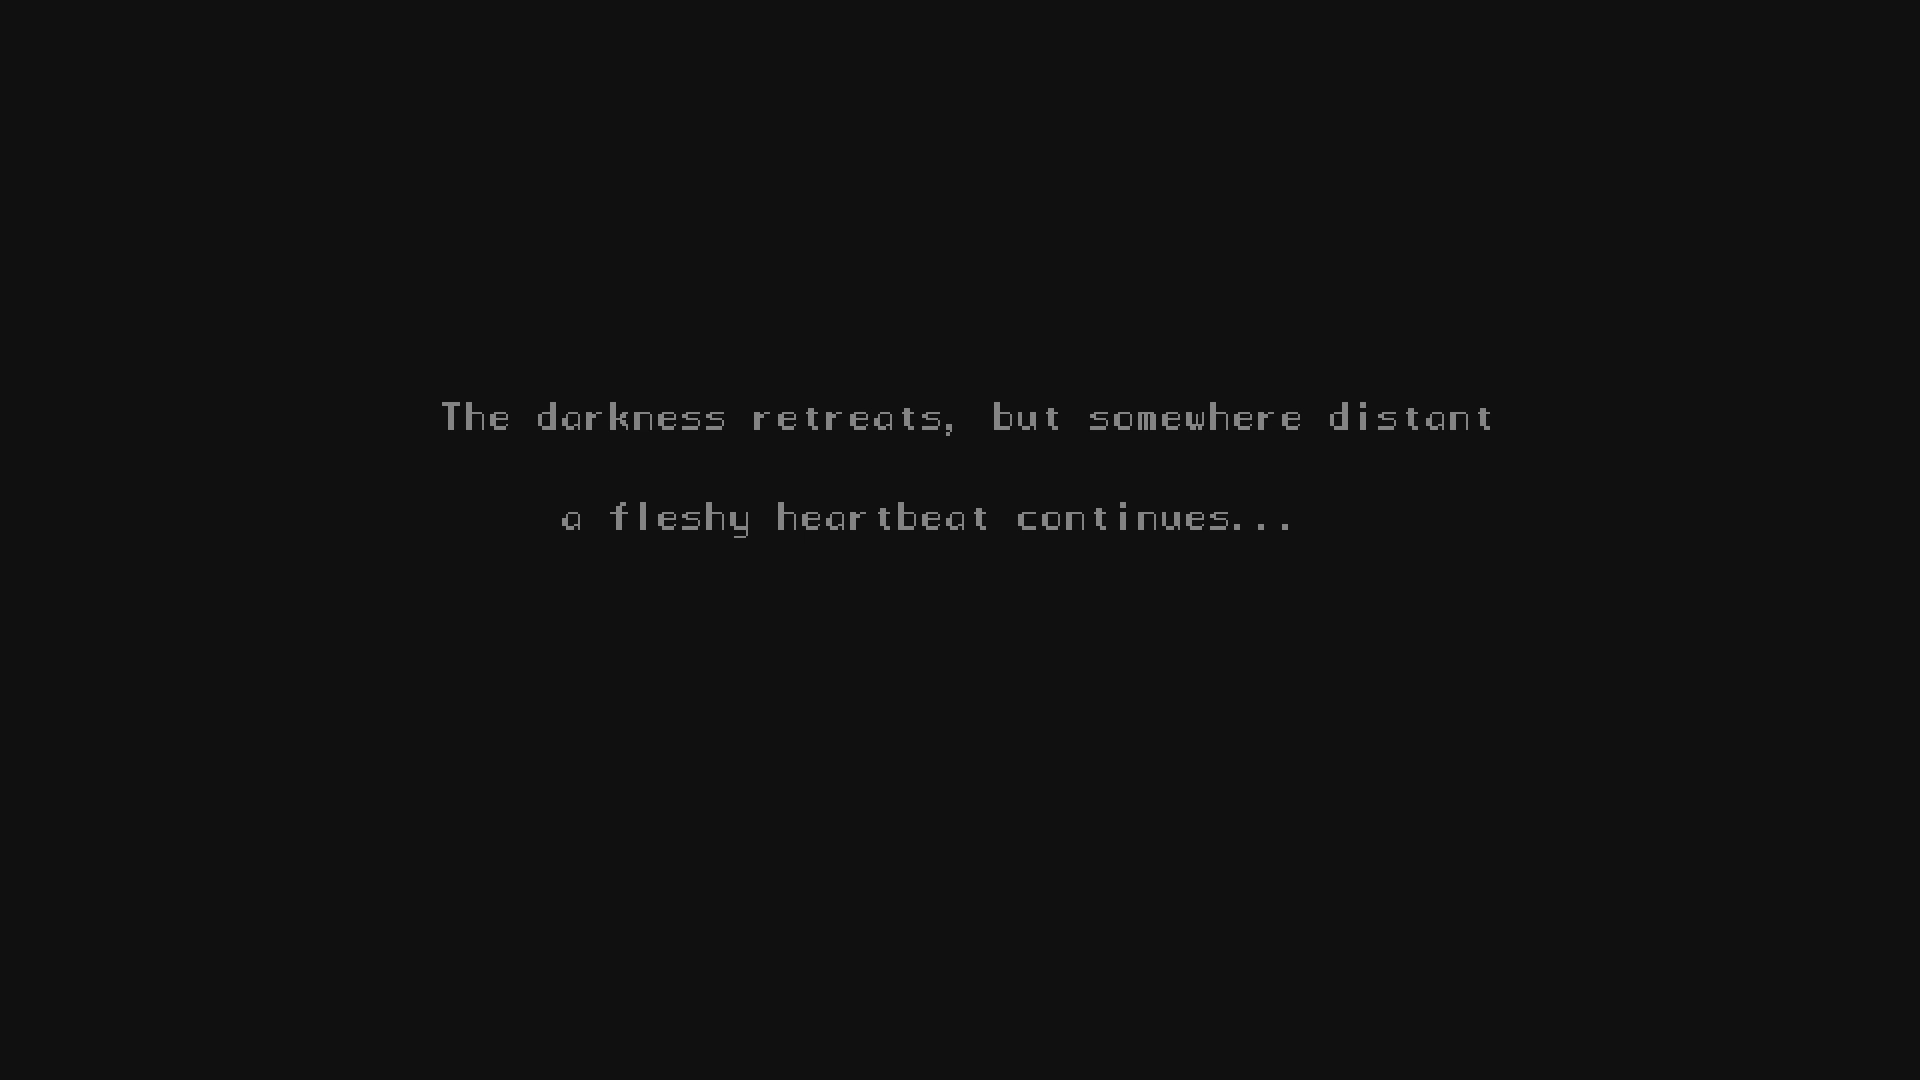 The darkness retreats, but somewhere distant
a fleshy heartbeat continues...